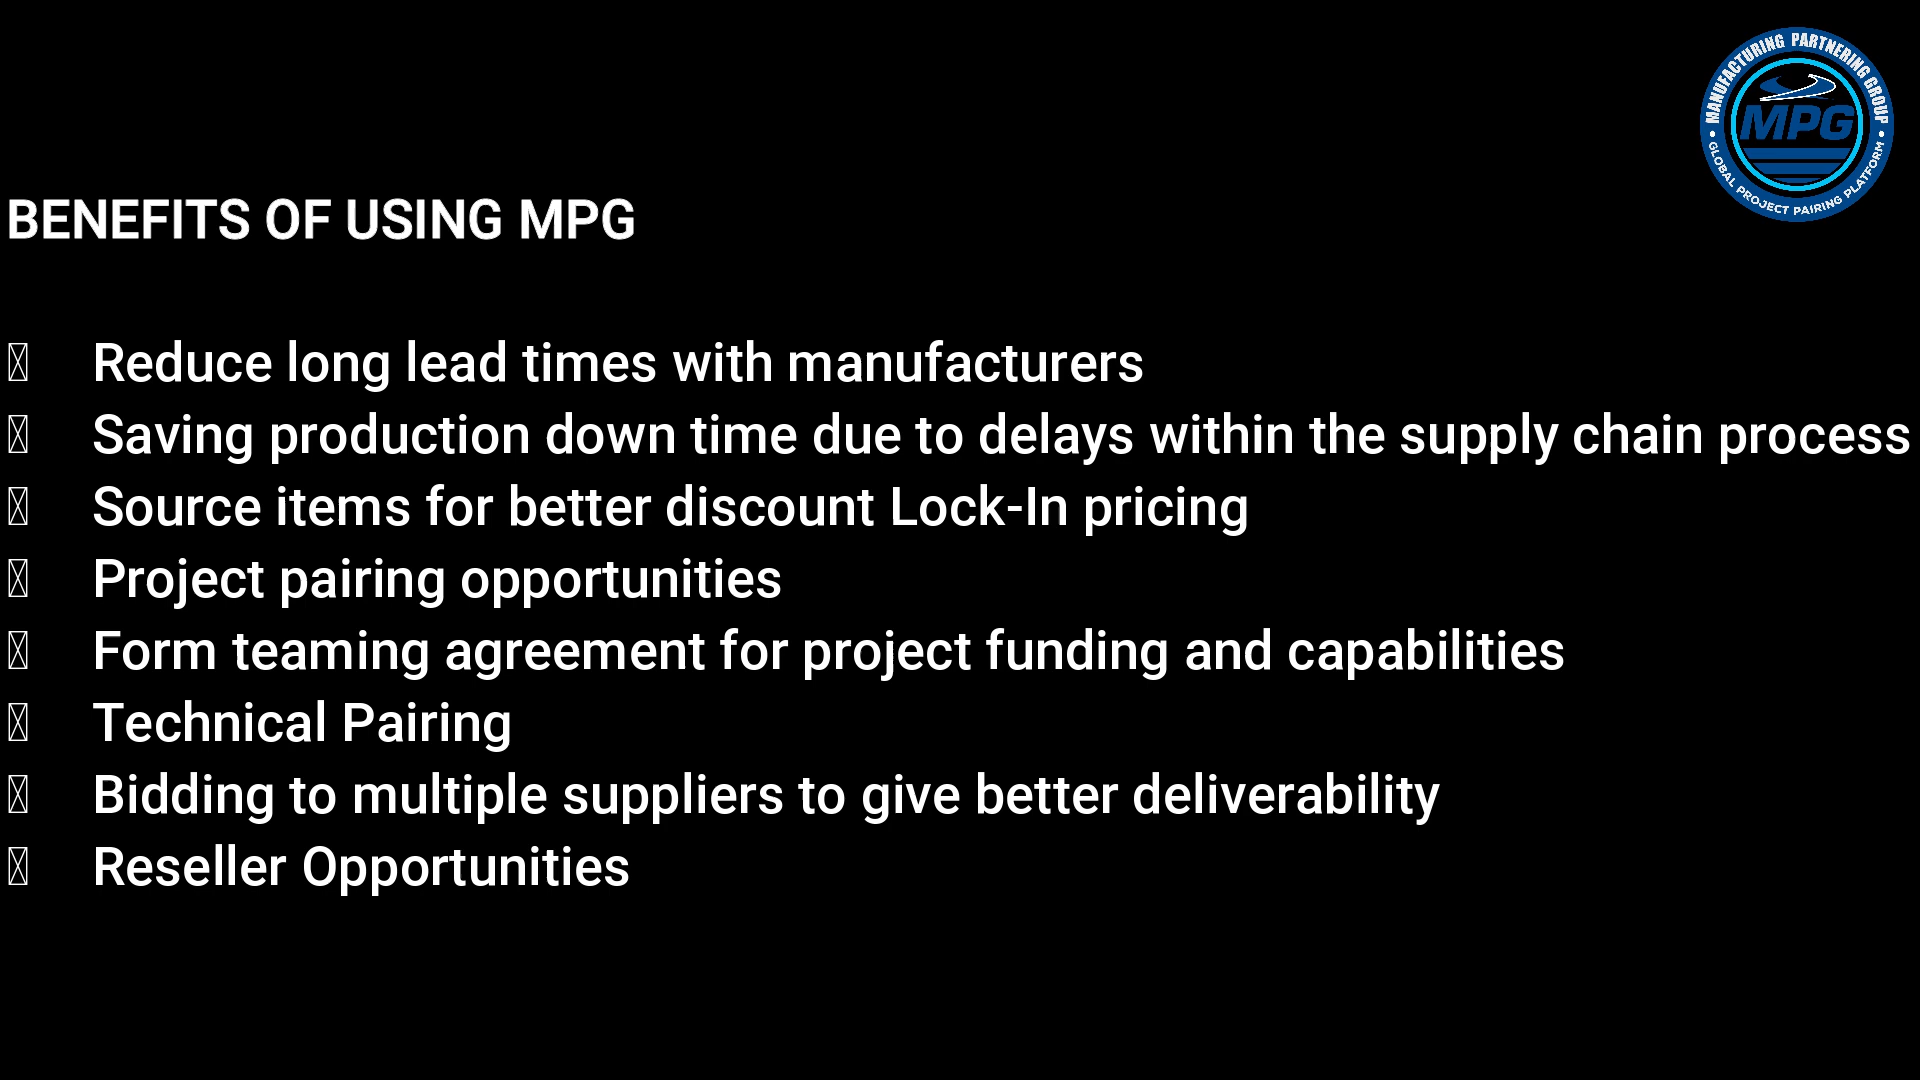 MANUFACTURING PARTNERING GROUP
MPG
GLOBAL PROJECT PAIRING PLATFORM
BENEFITS OF USING MPG
Reduce long lead times with manufacturers
Saving production down time due to delays within the supply chain process
Source items for better discount Lock-In pricing
Project pairing opportunities
Form teaming agreement for project funding and capabilities
Technical Pairing
Bidding to multiple suppliers to give better deliverability
Reseller Opportunities